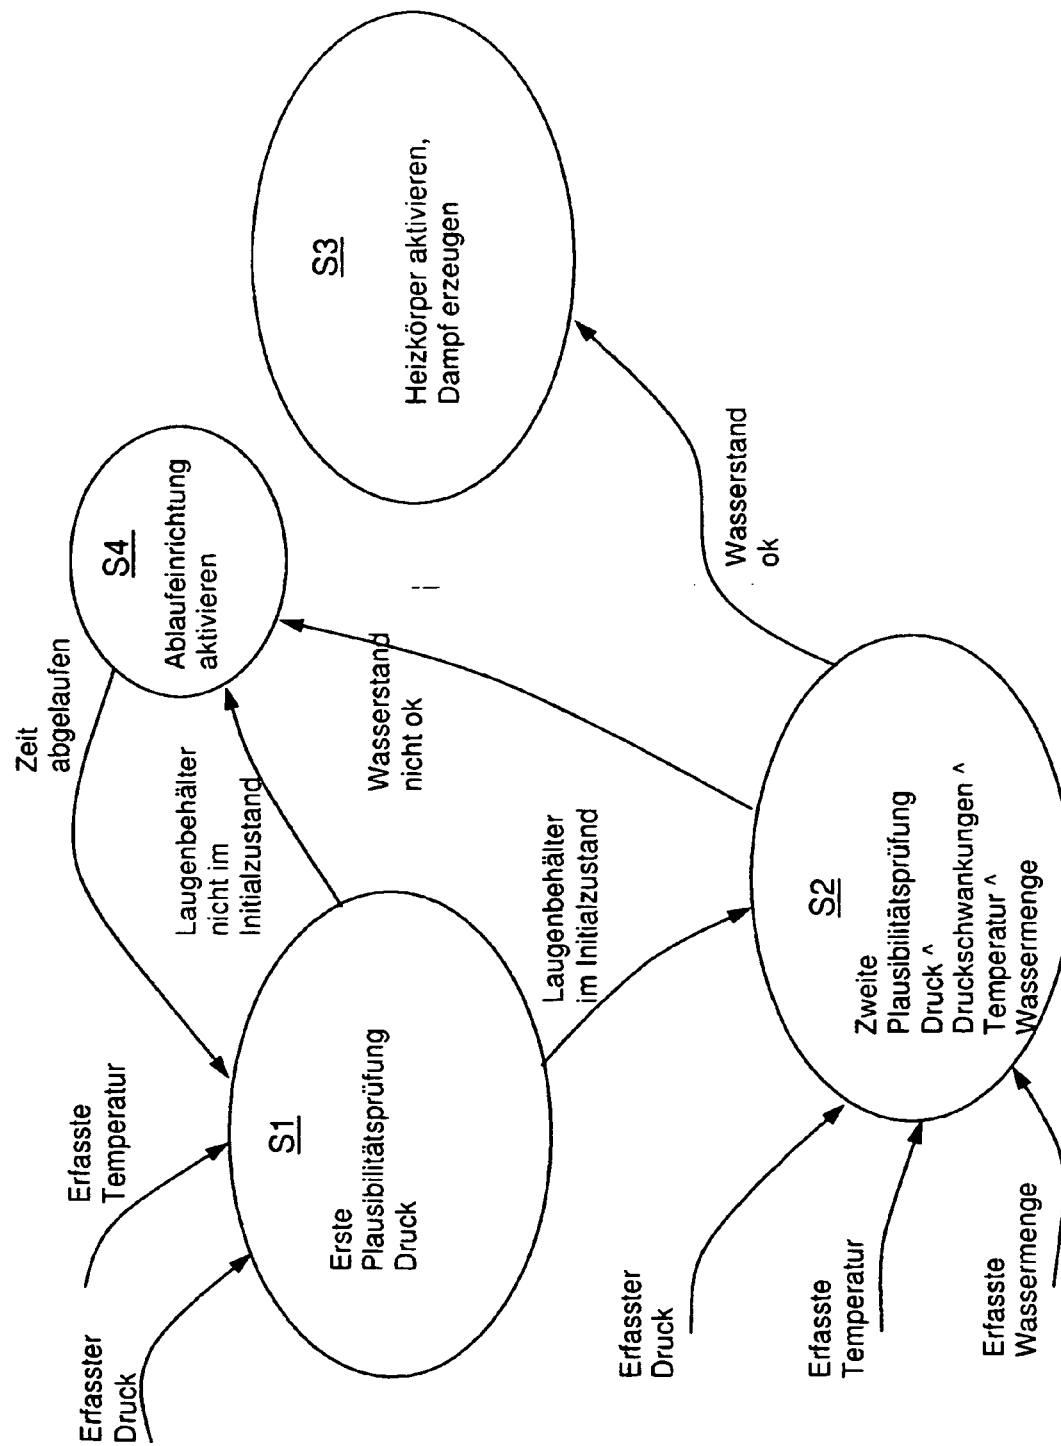 Erfasster
Druck
Erfasste
Temperatur
Zeit
abgelaufen
S1
Erste
Plausibilitätsprüfung
Druck
Laugenbehälter
nicht im
Initialzustand
S4
Ablaufeinrichtung
aktivieren
Wasserstand
nicht ok
S3
Heizkörper aktivieren,
Dampf erzeugen
Laugenbehälter
im Initialzustand
Wasserstand
ok
Erfasster
Druck
Erfasste
Temperatur
Erfasste
Wassermenge
S2
Zweite
Plausibilitätsprüfung
Druck ^
Druckschwankungen ^
Temperatur ^
Wassermenge